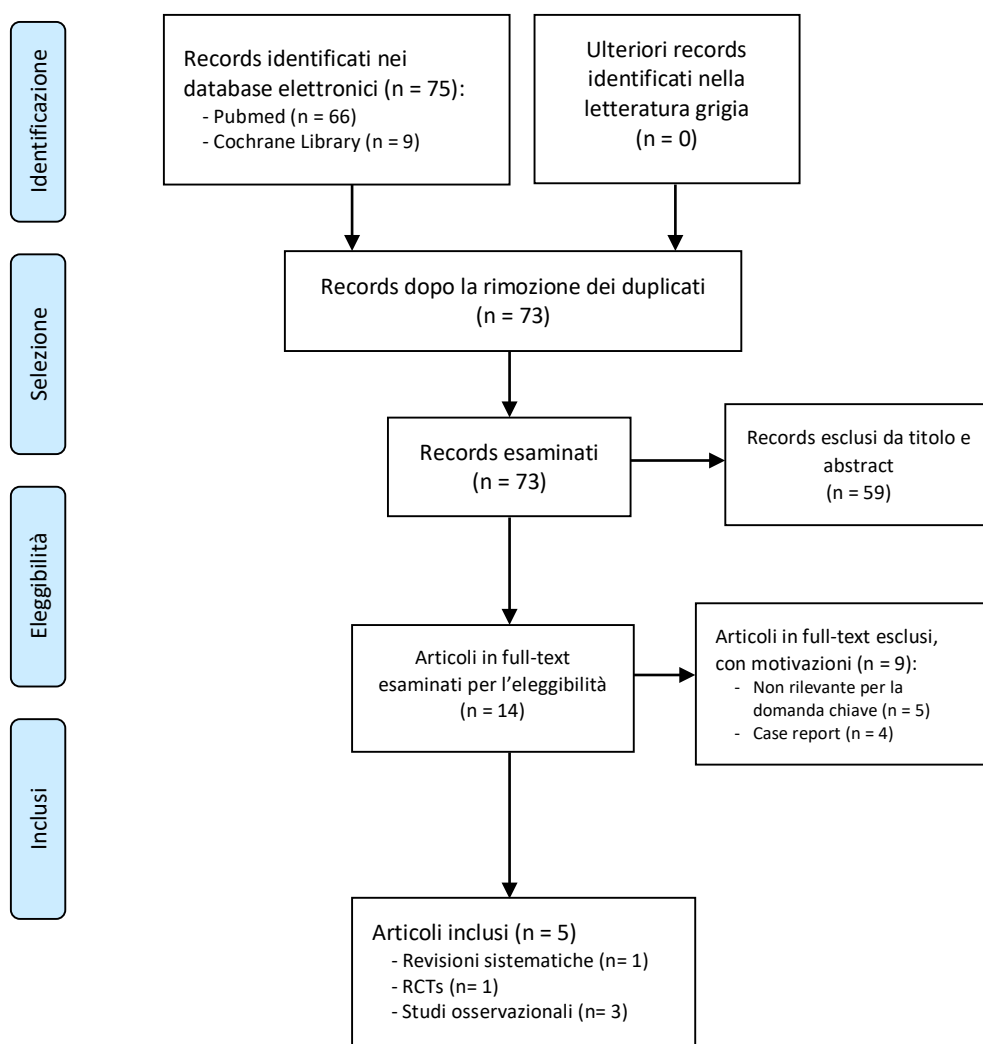 Identificazione
Records identificati nei
database elettronici (n = 75):
- Pubmed (n = 66)
- Cochrane Library (n = 9)
Ulteriori records
identificati nella
letteratura grigia
(n = 0)
Selezione
Records dopo la rimozione dei duplicati
(n = 73)
Records esaminati
(n = 73)
Records esclusi da titolo e
abstract
(n = 59)
Eleggibilità
Articoli in full-text
esaminati per l’eleggibilità
(n = 14)
Articoli in full-text esclusi,
con motivazioni (n = 9):
- Non rilevante per la
domanda chiave (n = 5)
- Case report (n = 4)
Inclusi
Articoli inclusi (n = 5)
- Revisioni sistematiche (n= 1)
- RCTs (n= 1)
- Studi osservazionali (n= 3)